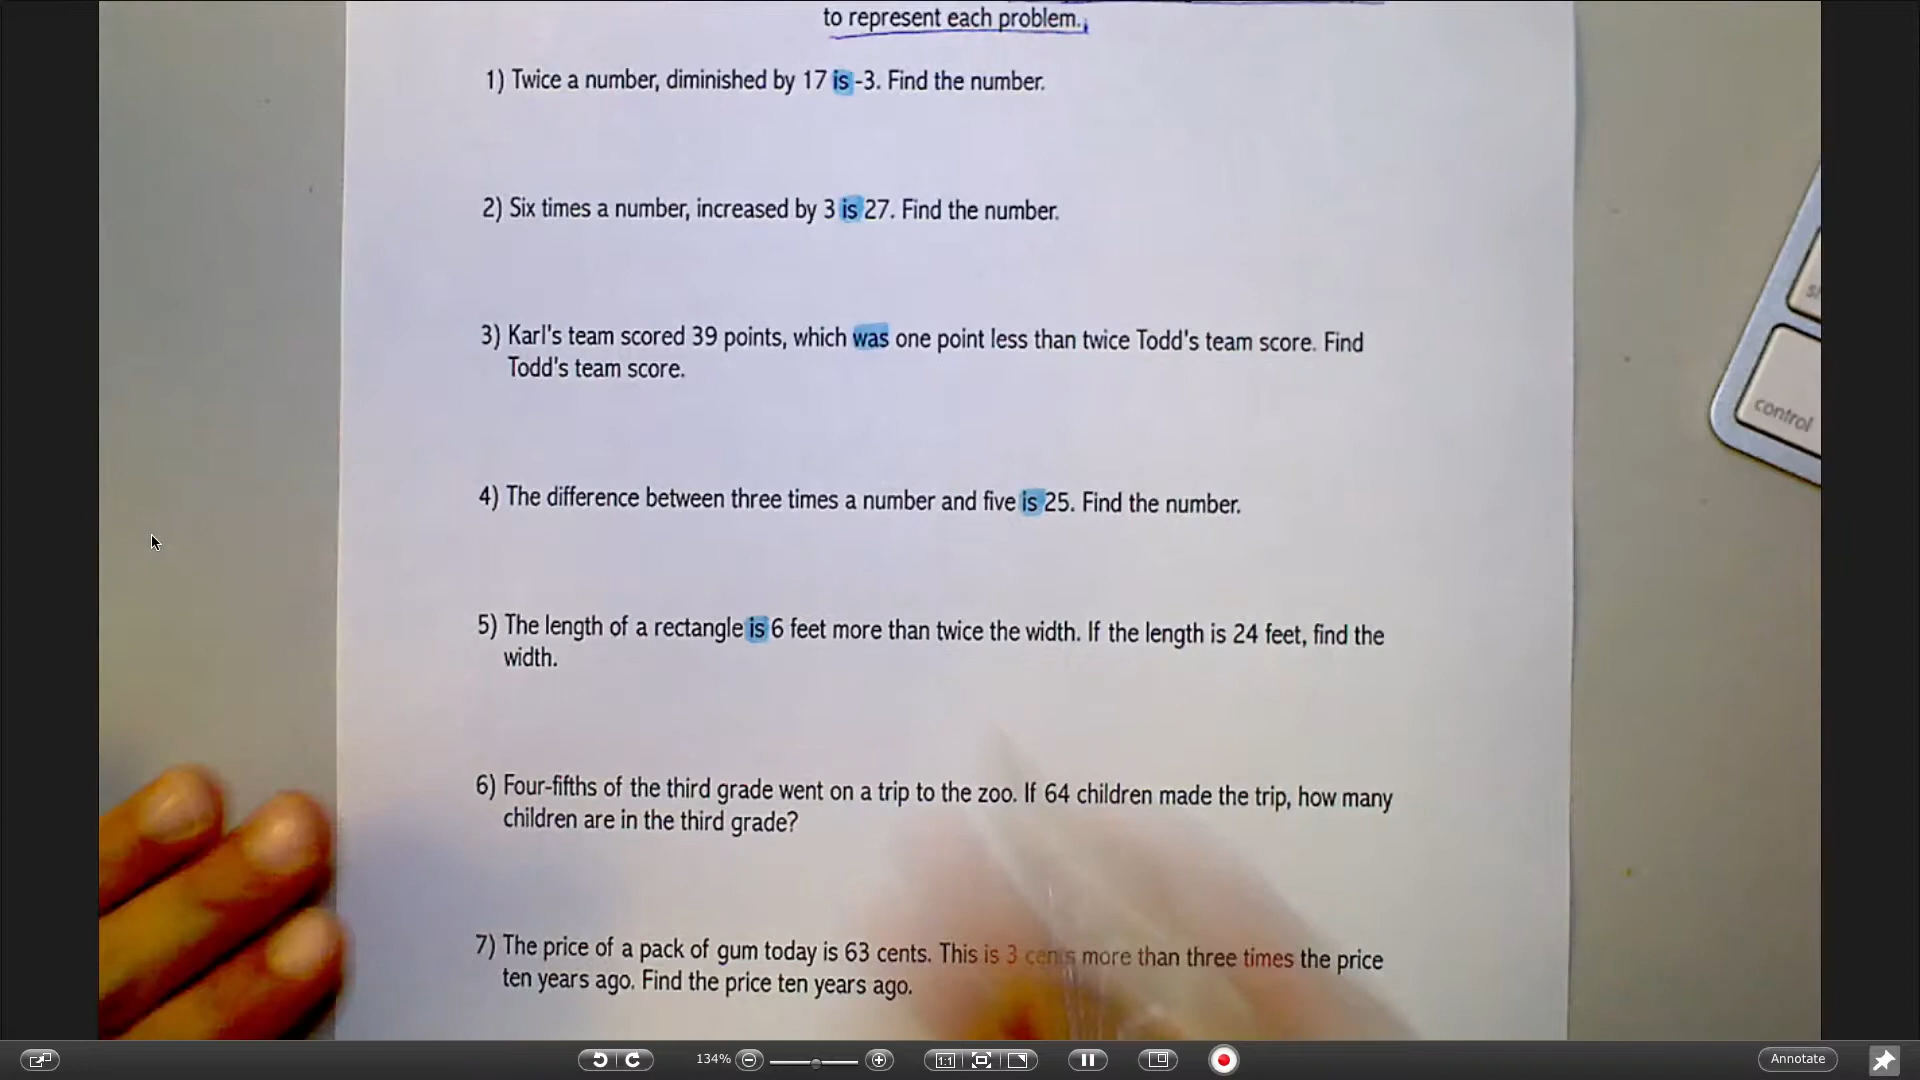 to represent each problem.
1) Twice a number, diminished by 17 is -3. Find the number.
2) Six times a number, increased by 3 is 27. Find the number.
3) Karl's team scored 39 points, which was one point less than twice Todd's team score. Find
Todd's team score.
4) The difference between three times a number and five is 25. Find the number.
5) The length of a rectangle is 6 feet more than twice the width. If the length is 24 feet, find the
width.
6) Four-fifths of the third grade went on a trip to the zoo. If 64 children made the trip, how many
children are in the third grade?
7) The price of a pack of gum today is 63 cents. This is 3 cents more than three times the price
ten years ago. Find the price ten years ago.
control
134%
1:1
Annotate